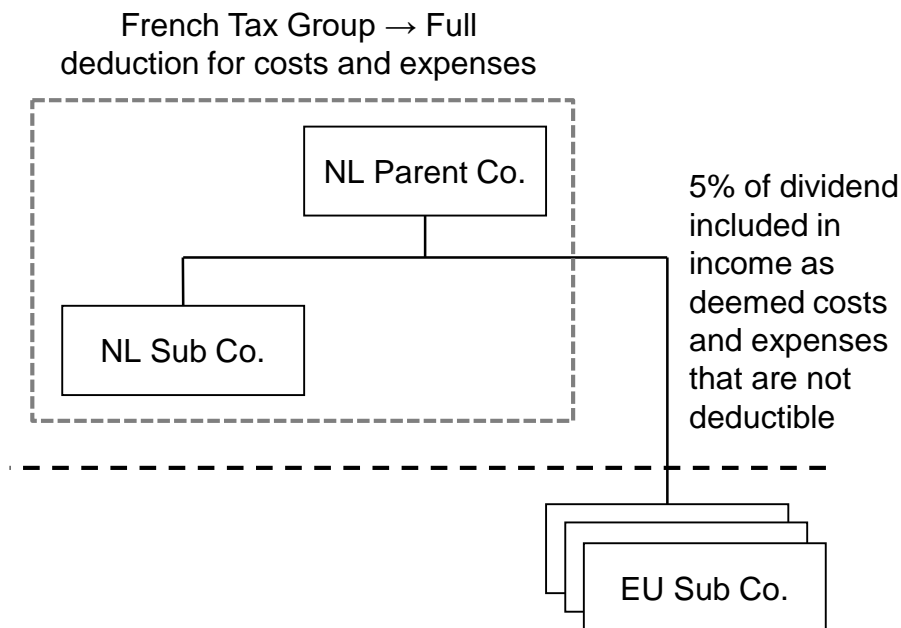 French Tax Group → Full
deduction for costs and expenses
NL Parent Co.
5% of dividend
included in
income as
deemed costs
and expenses
that are not
deductible
NL Sub Co.
EU Sub Co.